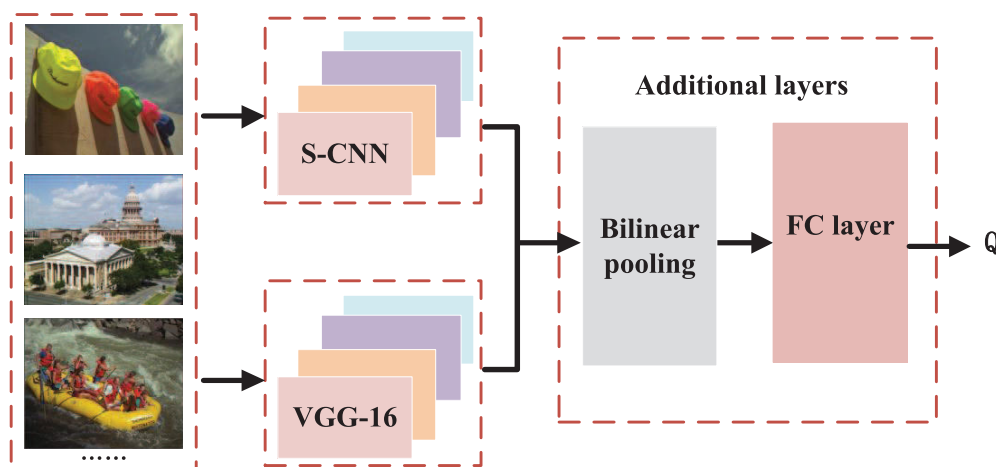 Additional layers
S-CNN
Bilinear
pooling
FC layer
Q
VGG-16
......